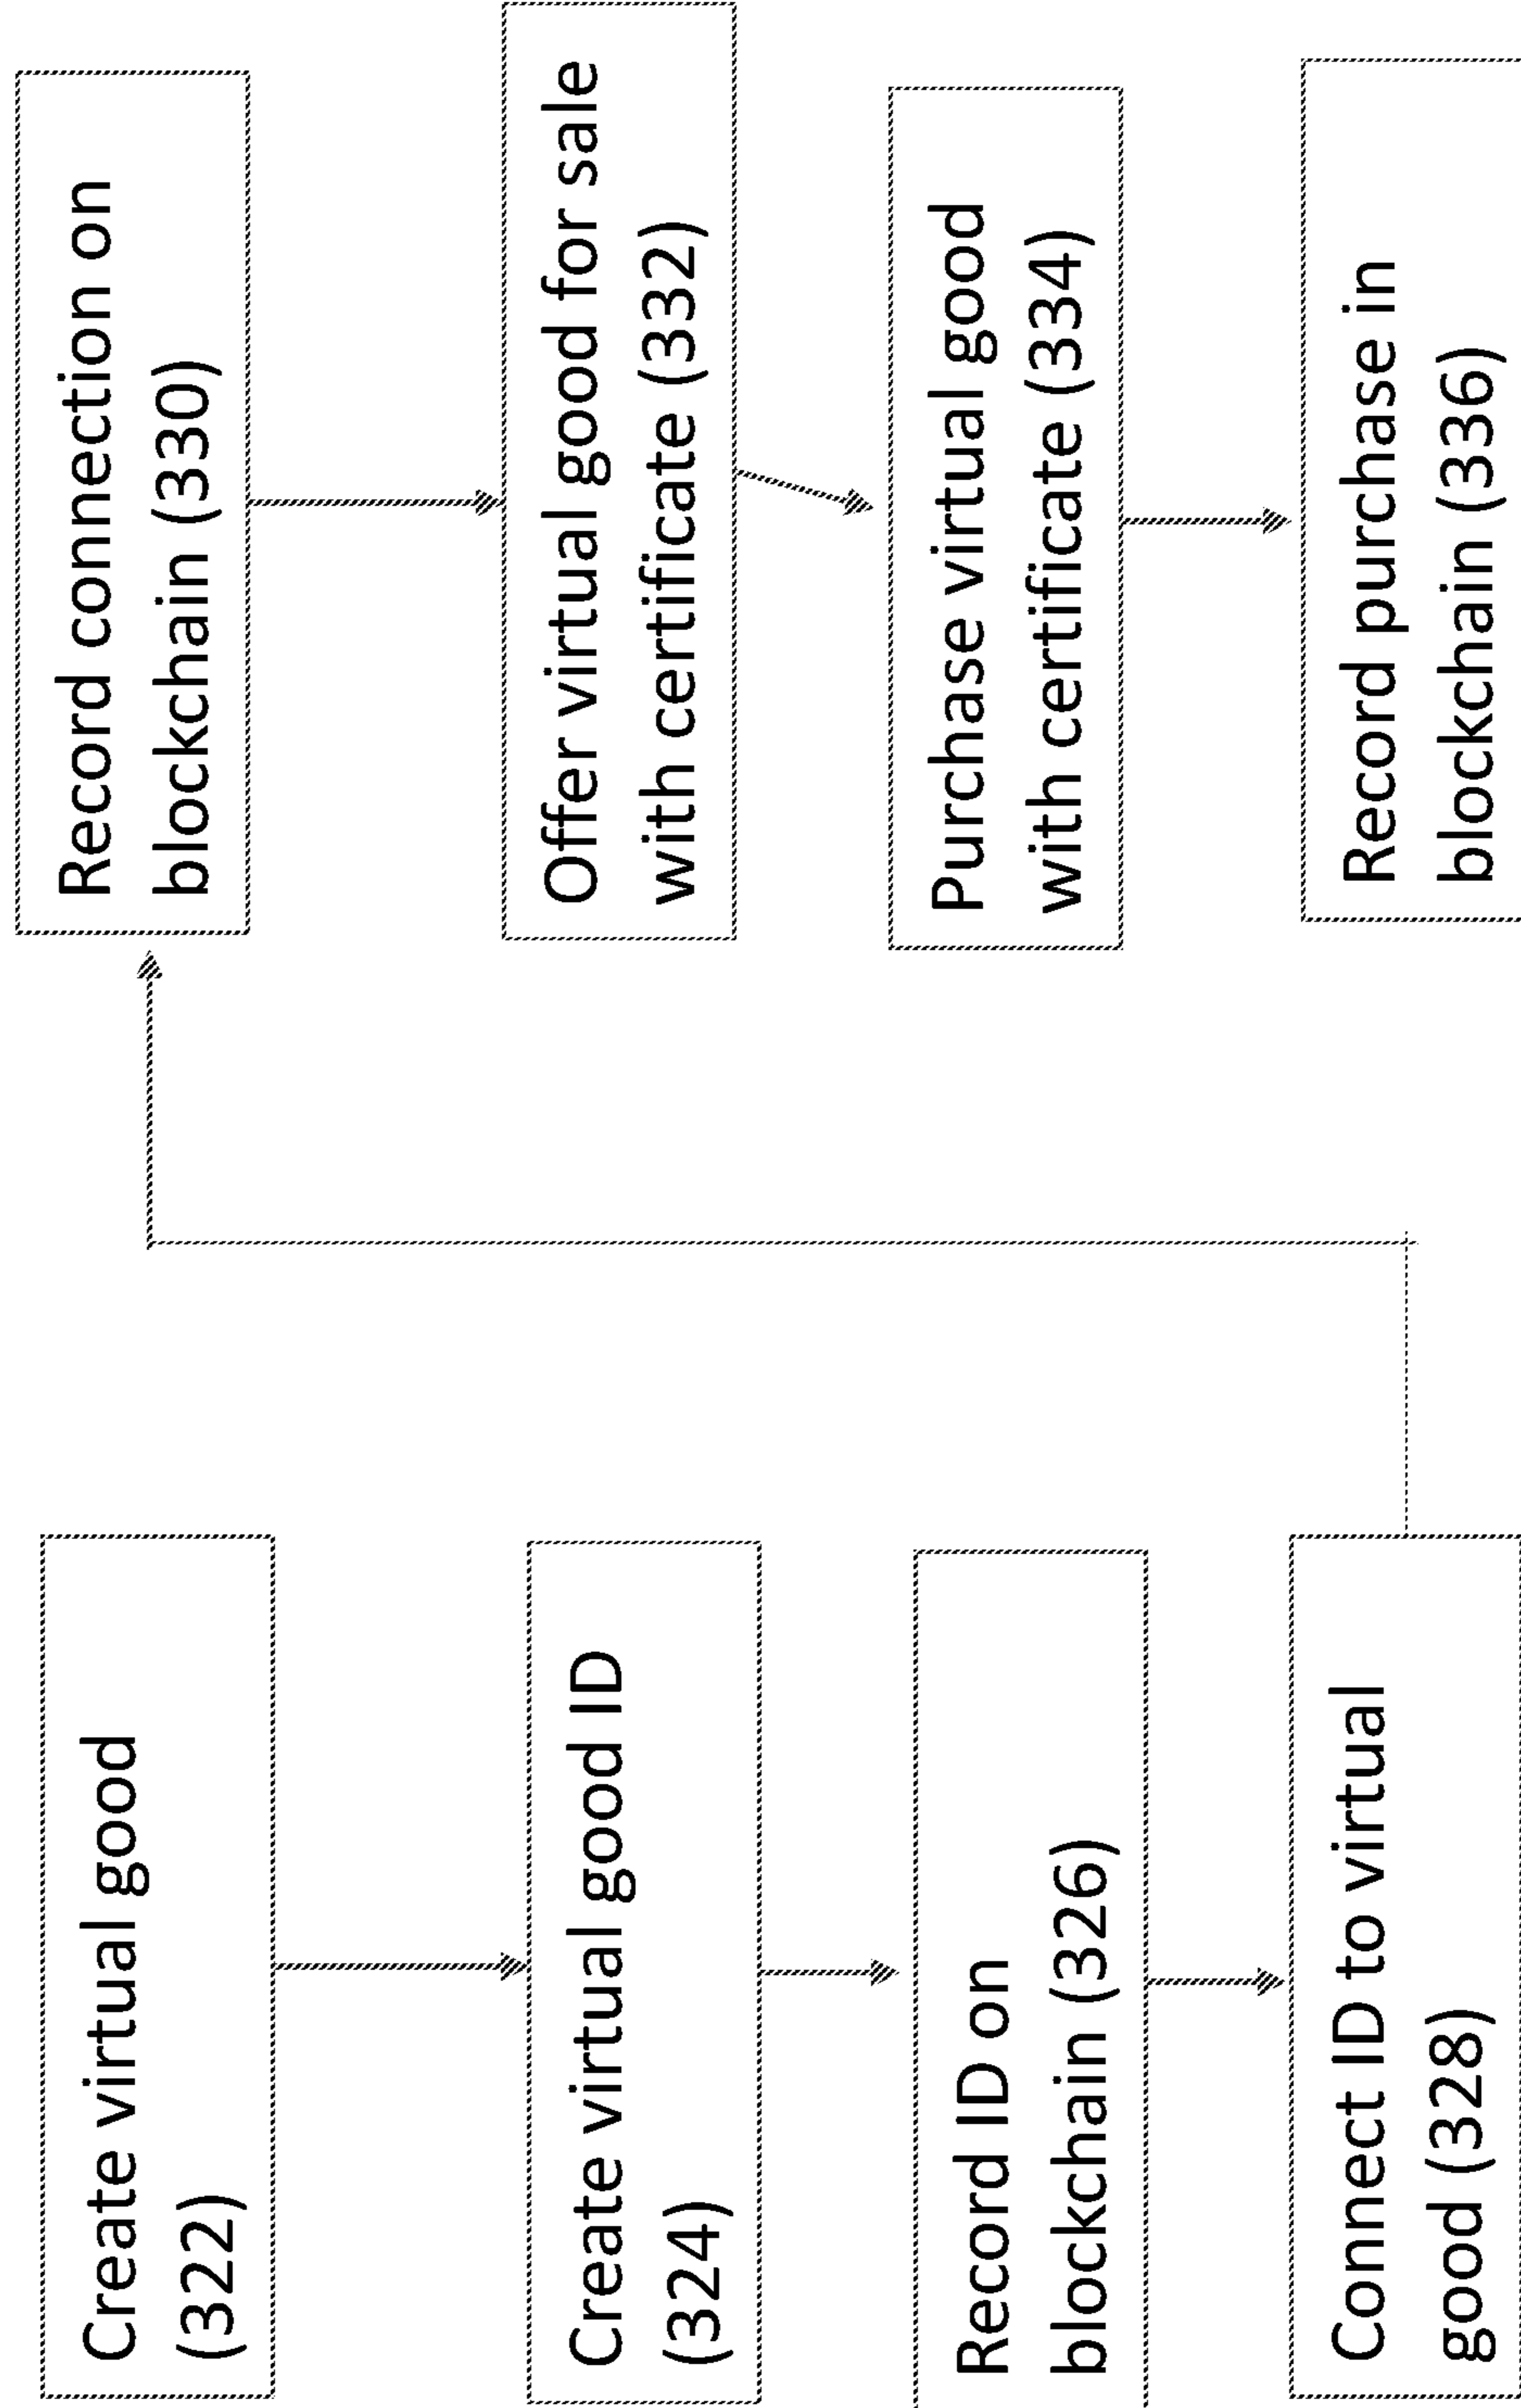 Create virtual good
(322)
Create virtual good ID
(324)
Record ID on
blockchain (326)
Connect ID to virtual
good (328)
Record connection on
blockchain (330)
Offer virtual good for sale
with certificate (332)
Purchase virtual good
with certificate (334)
Record purchase in
blockchain (336)